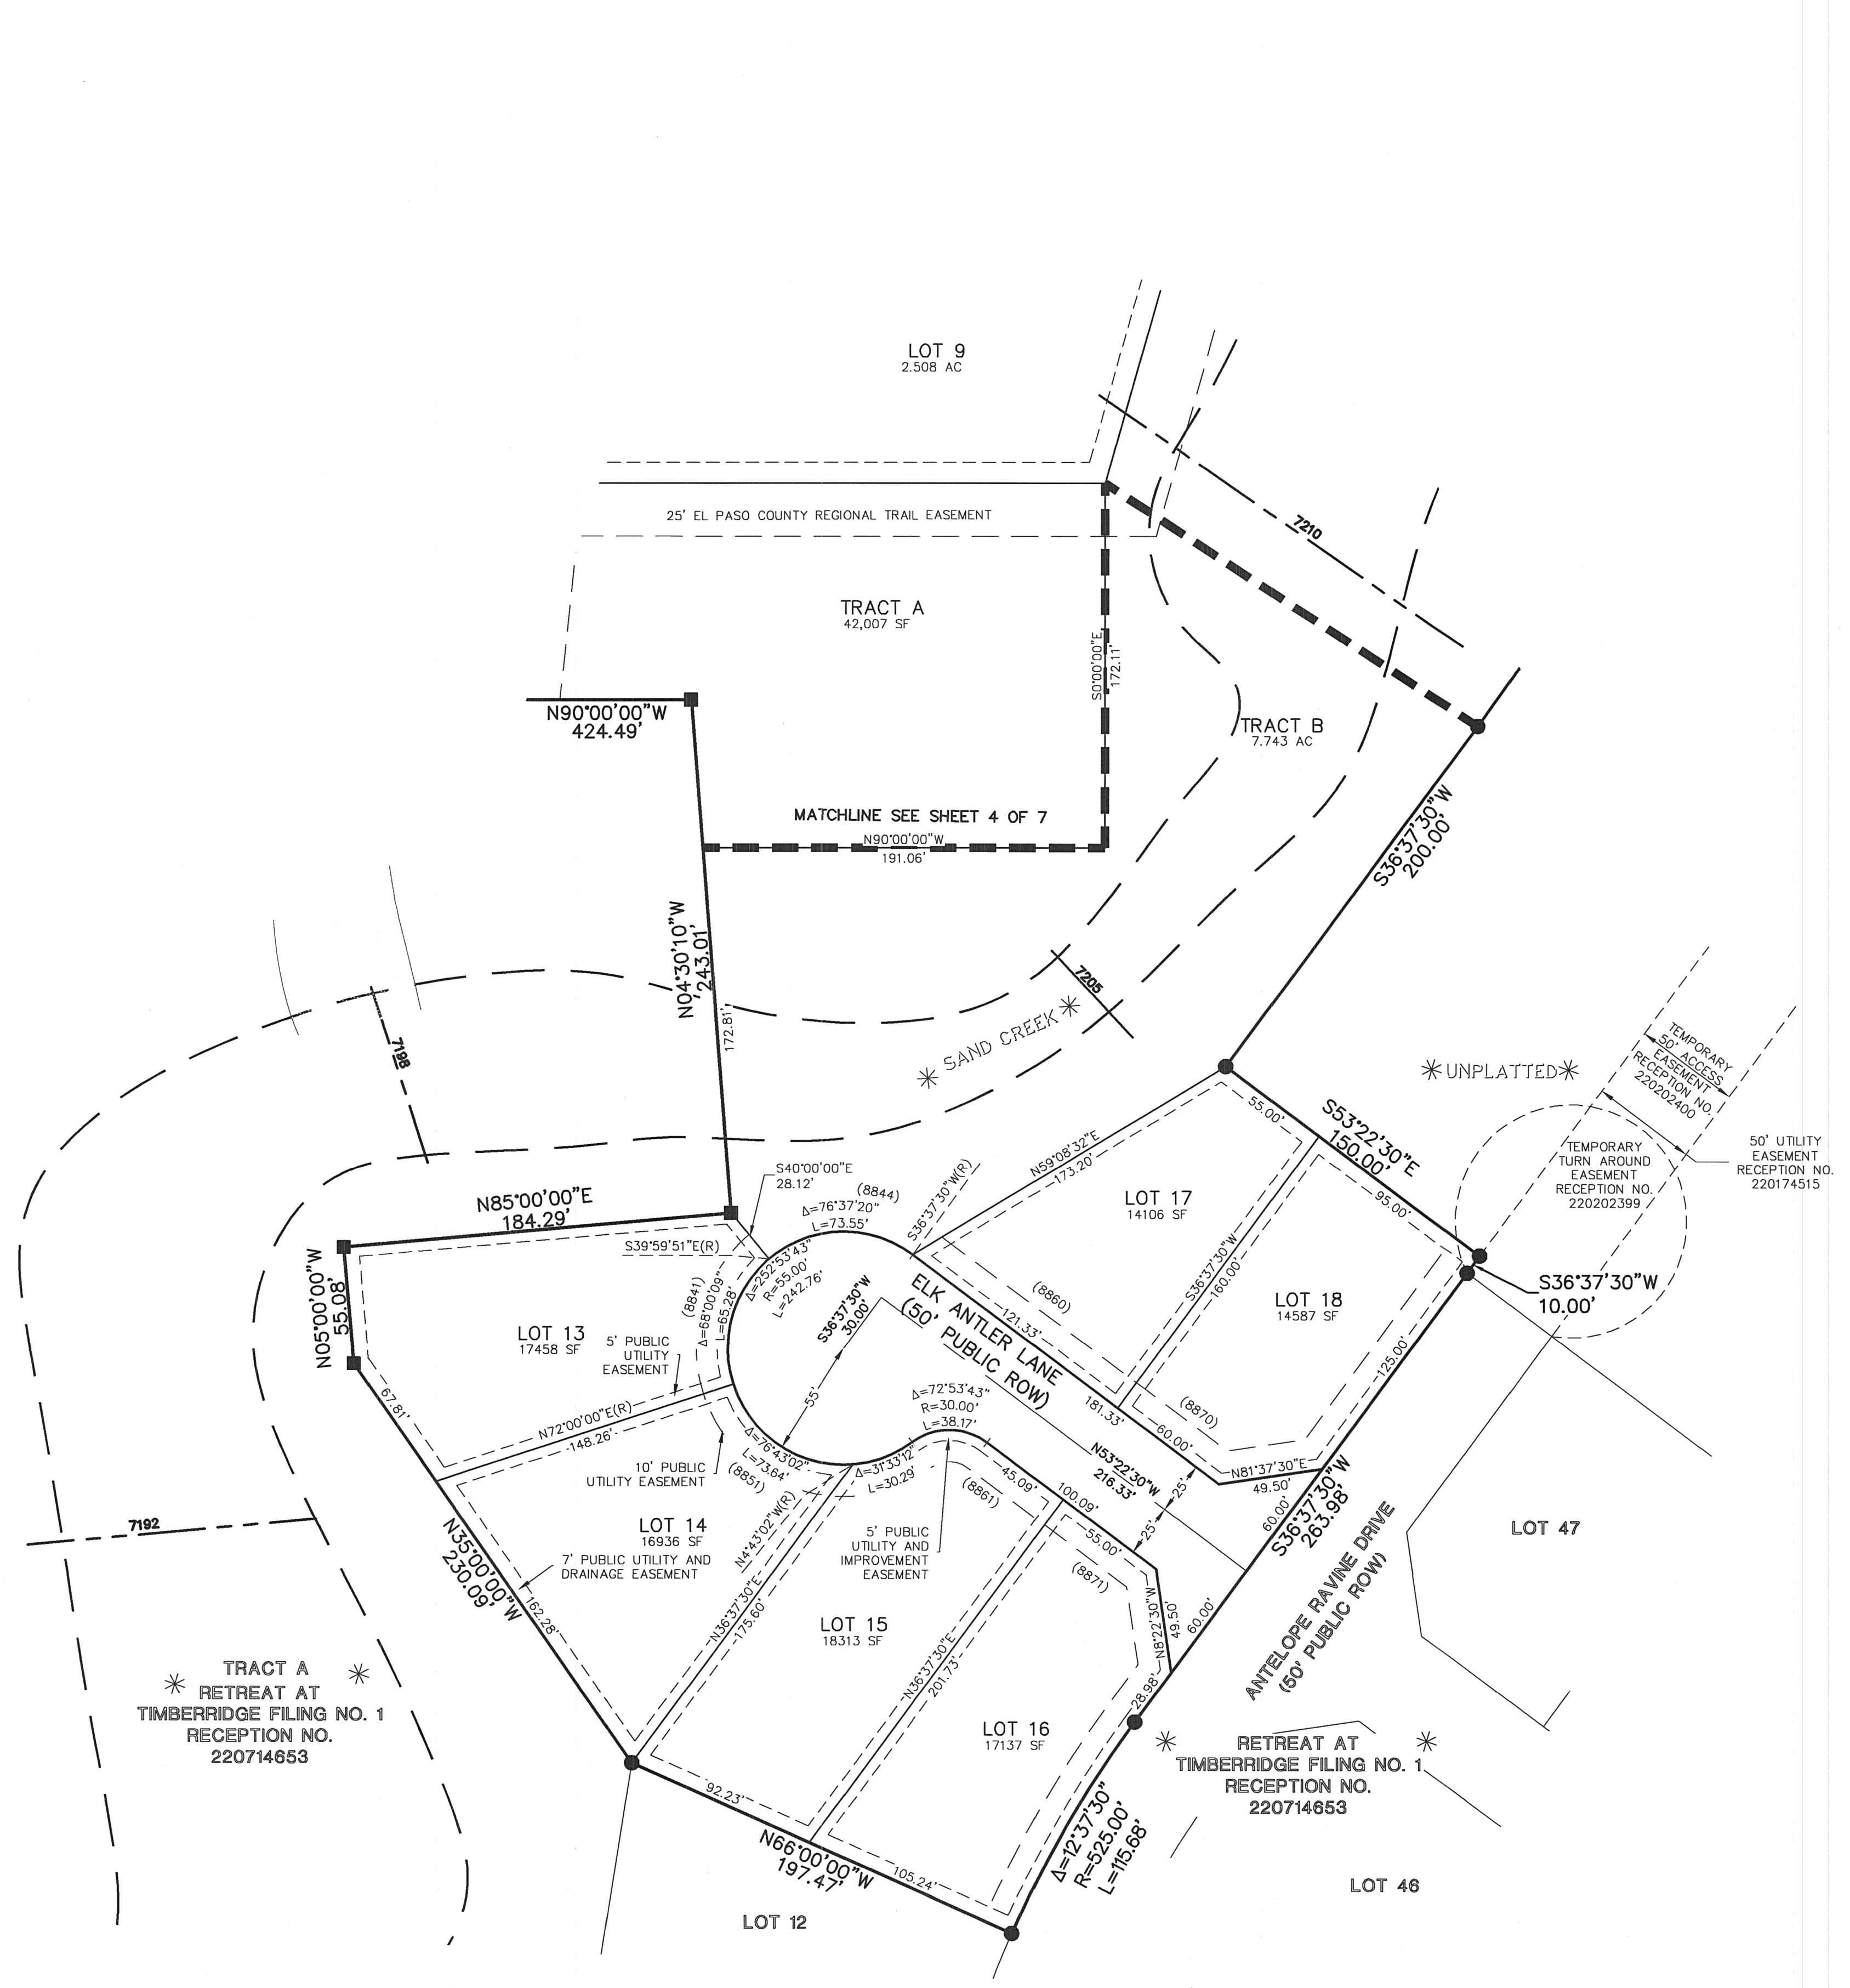 LOT 9
2.508 AC
25' EL PASO COUNTY REGIONAL TRAIL EASEMENT
7210
TRACT A
42,007 SF
S0°00'00"E
172.11'
N90°00'00"W
424.49'
TRACT B
7.743 AC
MATCHLINE SEE SHEET 4 OF 7
N90°00'00"W
191.06'
S36°37'30"W
200.00'
N04°30'10"W
243.01'
172.81'
7205
* SAND CREEK *
7198
*UNPLATTED*
TEMPORARY
50' ACCESS
EASEMENT
RECEPTION NO.
220202400
50' UTILITY
EASEMENT
RECEPTION NO.
220174515
TEMPORARY
TURN AROUND
EASEMENT
RECEPTION NO.
220202399
S53°22'30"E
150.00'
55.00'
95.00'
S36°37'30"W
10.00'
N59°08'32"E
173.20'
LOT 17
14106 SF
S36°37'30"W
160.00'
LOT 18
14587 SF
125.00'
S36°37'30"W(R)
S40°00'00"E
28.12'
(8844)
Δ=76°37'20"
L=73.55'
N85°00'00"E
184.29'
S39°59'51"E(R)
N05°00'00"W
55.08'
(8841)
Δ=68°00'09"
L=65.28'
Δ=252°53'43"
R=55.00'
L=242.76'
S36°37'30"W
30.00'
55'
LOT 13
17458 SF
5' PUBLIC
UTILITY
EASEMENT
67.81'
N72°00'00"E(R)
148.26'
ELK ANTLER LANE
(50' PUBLIC ROW)
(8860)
121.33'
181.33'
(8870)
60.00'
N81°37'30"E
49.50'
Δ=72°53'43"
R=30.00'
L=38.17'
N53°22'30"W
216.33'
25'
25'
60.00'
S36°37'30"W
263.98'
10' PUBLIC
UTILITY EASEMENT
Δ=76°43'02"
L=73.64'
(8851)
Δ=31°33'12"
L=30.29'
N4°43'02"W(R)
45.09'
100.09'
(8861)
55.00'
(8871)
5' PUBLIC
UTILITY AND
IMPROVEMENT
EASEMENT
LOT 14
16936 SF
7' PUBLIC UTILITY AND
DRAINAGE EASEMENT
7192
N35°00'00"W
230.09'
162.28'
N36°37'30"E
175.60'
LOT 15
18313 SF
N36°37'30"E
201.73'
N8°22'30"W
49.50'
60.00'
28.98'
LOT 16
17137 SF
ANTELOPE RAVINE DRIVE
(50' PUBLIC ROW)
LOT 47
* TRACT A *
RETREAT AT
TIMBERRIDGE FILING NO. 1
RECEPTION NO.
220714653
* RETREAT AT *
TIMBERRIDGE FILING NO. 1
RECEPTION NO.
220714653
92.23'
N66°00'00"W
197.47'
105.24'
Δ=12°37'30"
R=525.00'
L=115.68'
LOT 12
LOT 46